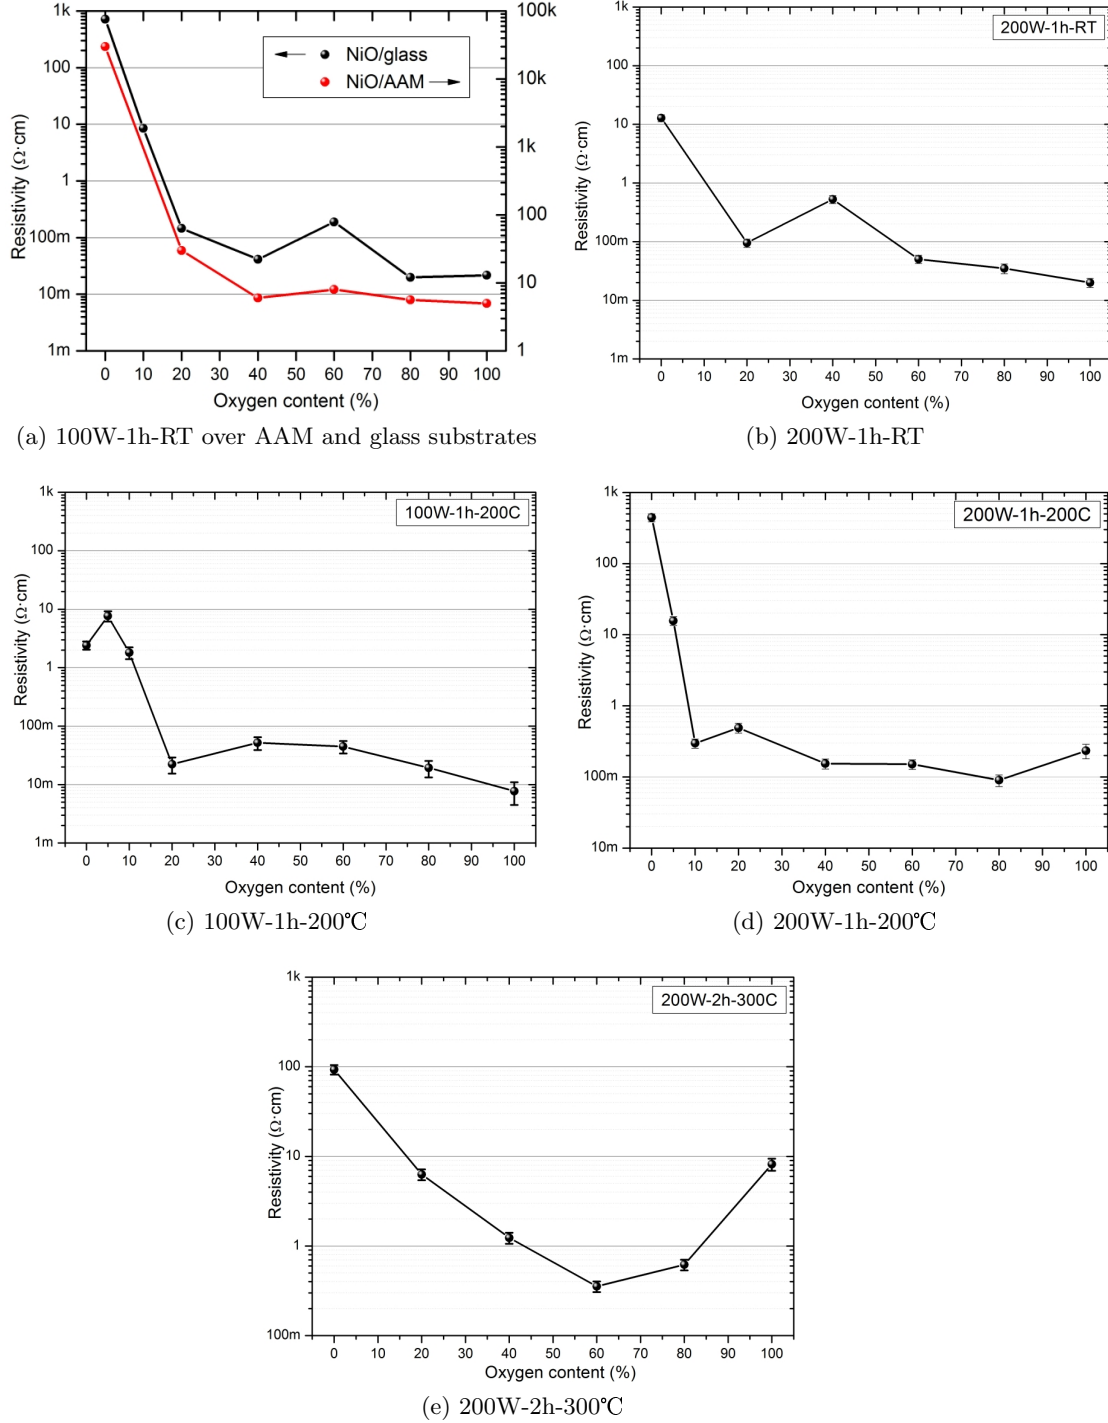 1k
100
10
1
100m
10m
1m
100k
10k
1k
100
10
1
NiO/glass
NiO/AAM
Resistivity (Ω·cm)
0 10 20 30 40 50 60 70 80 90 100
Oxygen content (%)
(a) 100W-1h-RT over AAM and glass substrates
1k
100
10
1
100m
10m
1m
200W-1h-RT
Resistivity (Ω·cm)
0 10 20 30 40 50 60 70 80 90 100
Oxygen content (%)
(b) 200W-1h-RT
1k
100
10
1
100m
10m
1m
100W-1h-200C
Resistivity (Ω·cm)
0 10 20 30 40 50 60 70 80 90 100
Oxygen content (%)
(c) 100W-1h-200℃
1k
100
10
1
100m
10m
200W-1h-200C
Resistivity (Ω·cm)
0 10 20 30 40 50 60 70 80 90 100
Oxygen content (%)
(d) 200W-1h-200℃
1k
100
10
1
100m
200W-2h-300C
Resistivity (Ω·cm)
0 10 20 30 40 50 60 70 80 90 100
Oxygen content (%)
(e) 200W-2h-300℃